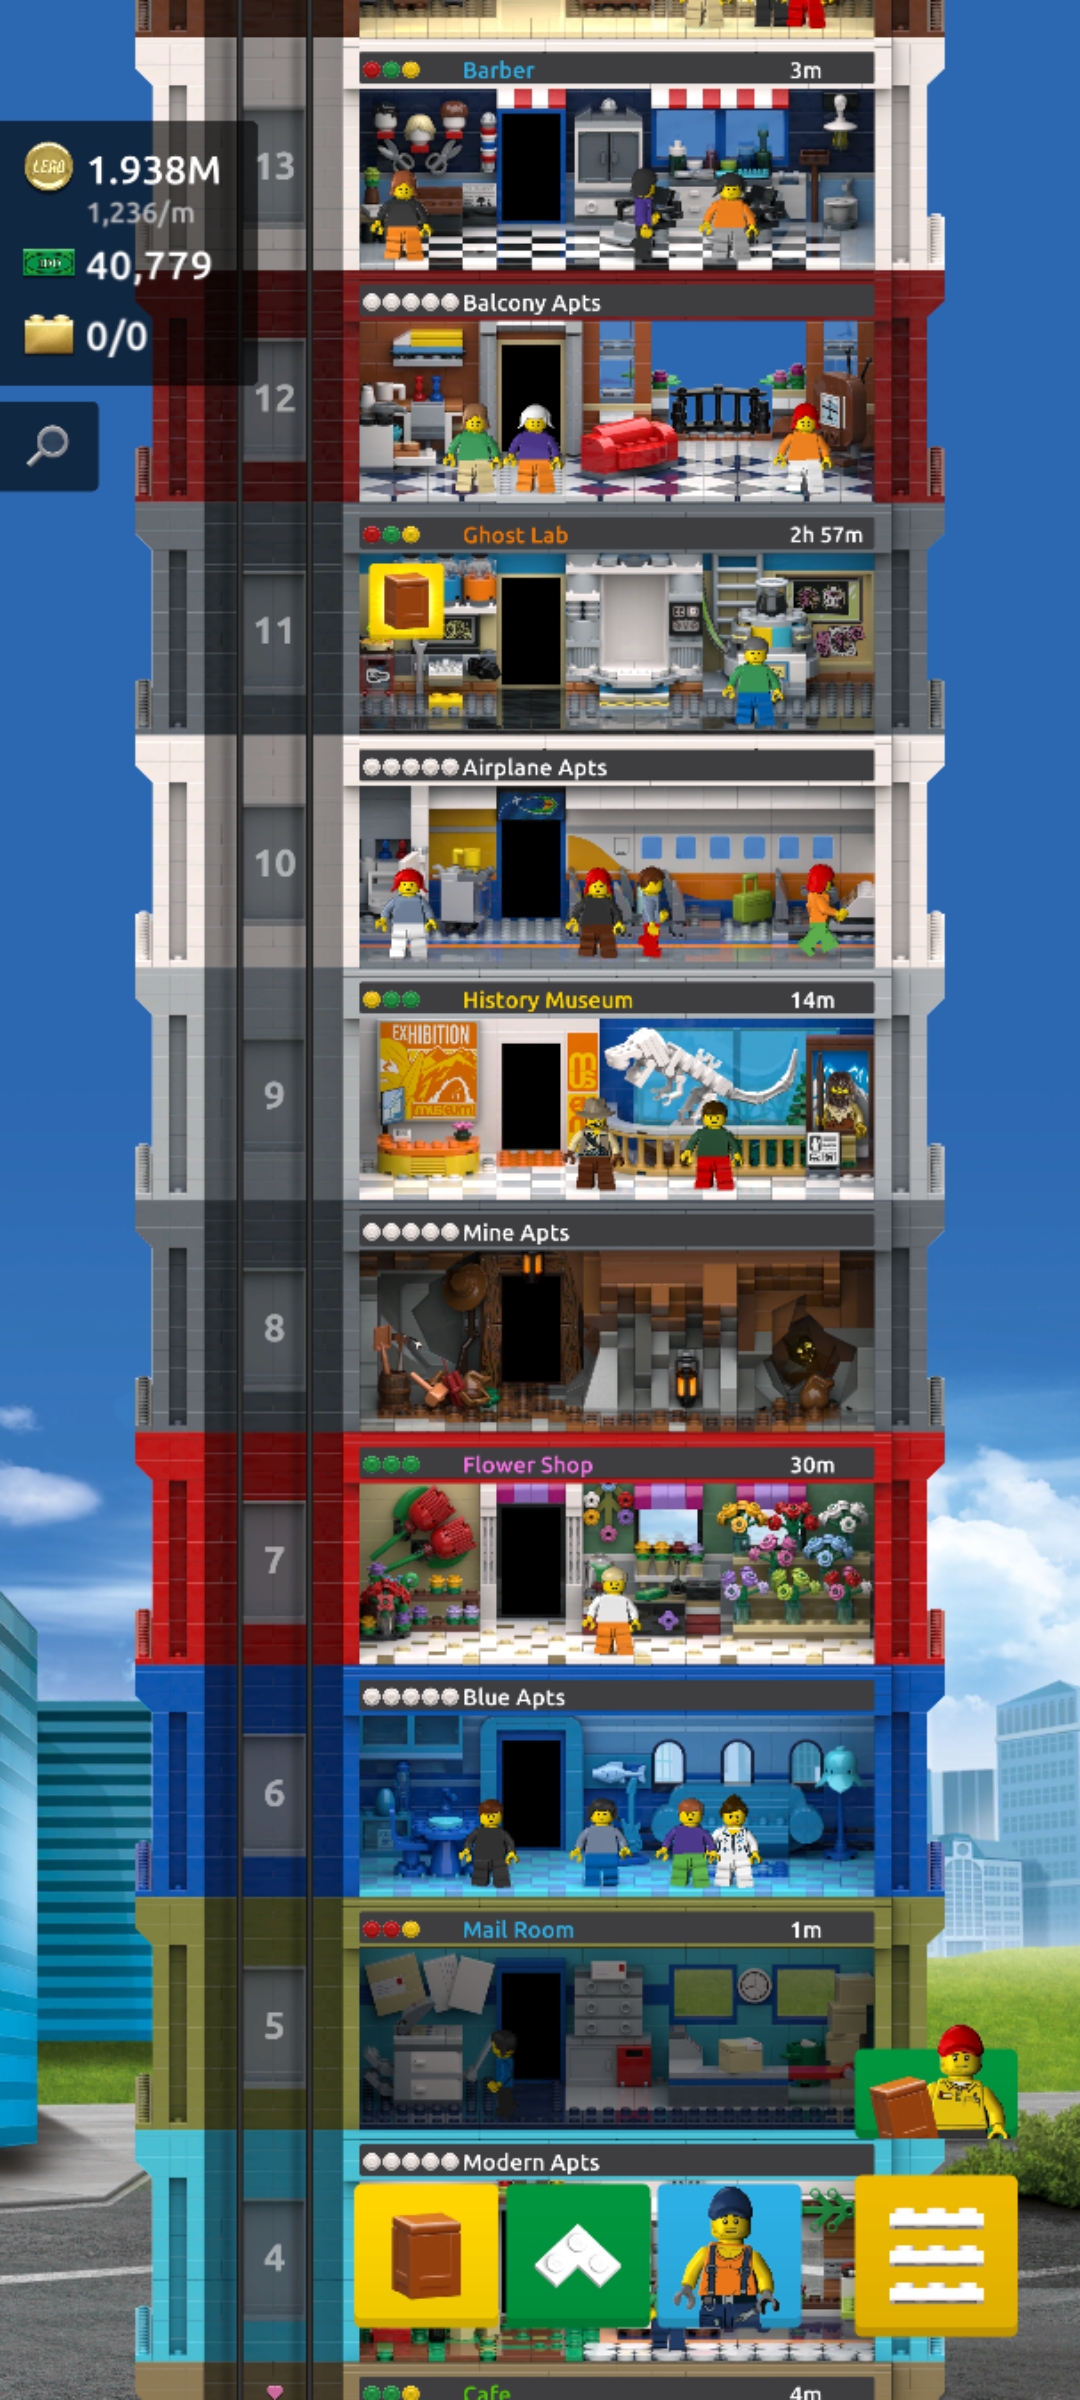 Barber 3m
13
LEGO 1.938M
1,236/m
40,779
0/0
Balcony Apts
12
Ghost Lab 2h 57m
11
Airplane Apts
10
History Museum 14m
EXHIBITION
MUSEUM
9
Mine Apts
8
Flower Shop 30m
7
Blue Apts
6
Mail Room 1m
5
Modern Apts
4
Cafe 4m